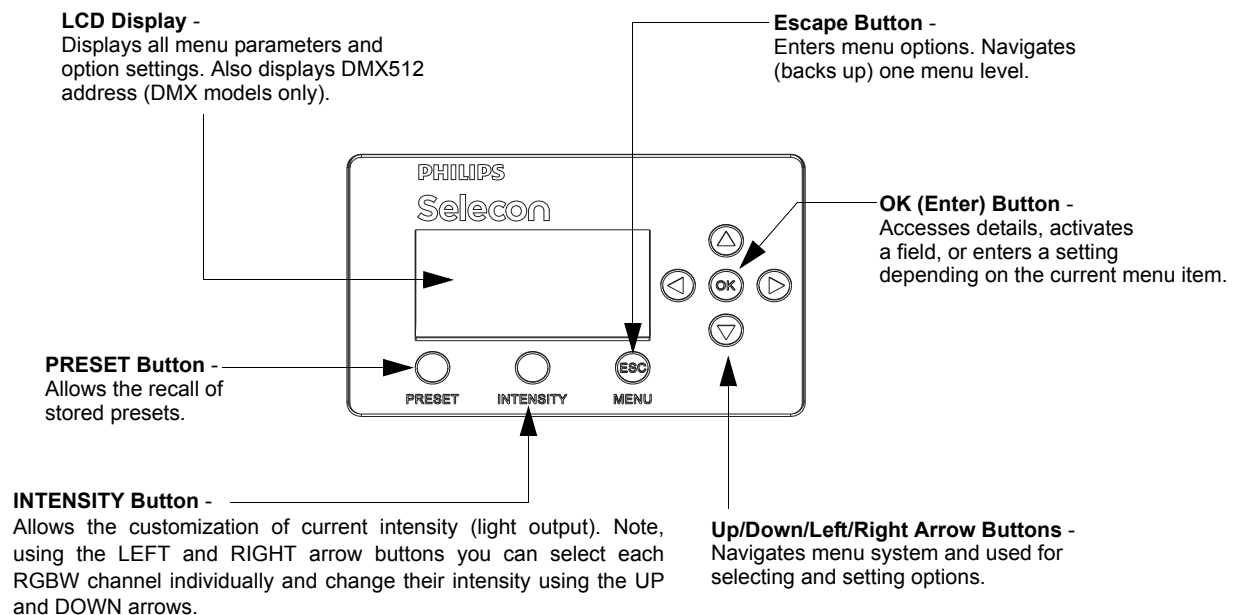 LCD Display -
Displays all menu parameters and
option settings. Also displays DMX512
address (DMX models only).
Escape Button -
Enters menu options. Navigates
(backs up) one menu level.
PHILIPS
Selecon
OK (Enter) Button -
Accesses details, activates
a field, or enters a setting
depending on the current menu item.
OK
PRESET Button -
Allows the recall of
stored presets.
ESC
PRESET INTENSITY MENU
INTENSITY Button -
Allows the customization of current intensity (light output). Note,
using the LEFT and RIGHT arrow buttons you can select each
RGBW channel individually and change their intensity using the UP
and DOWN arrows.
Up/Down/Left/Right Arrow Buttons -
Navigates menu system and used for
selecting and setting options.